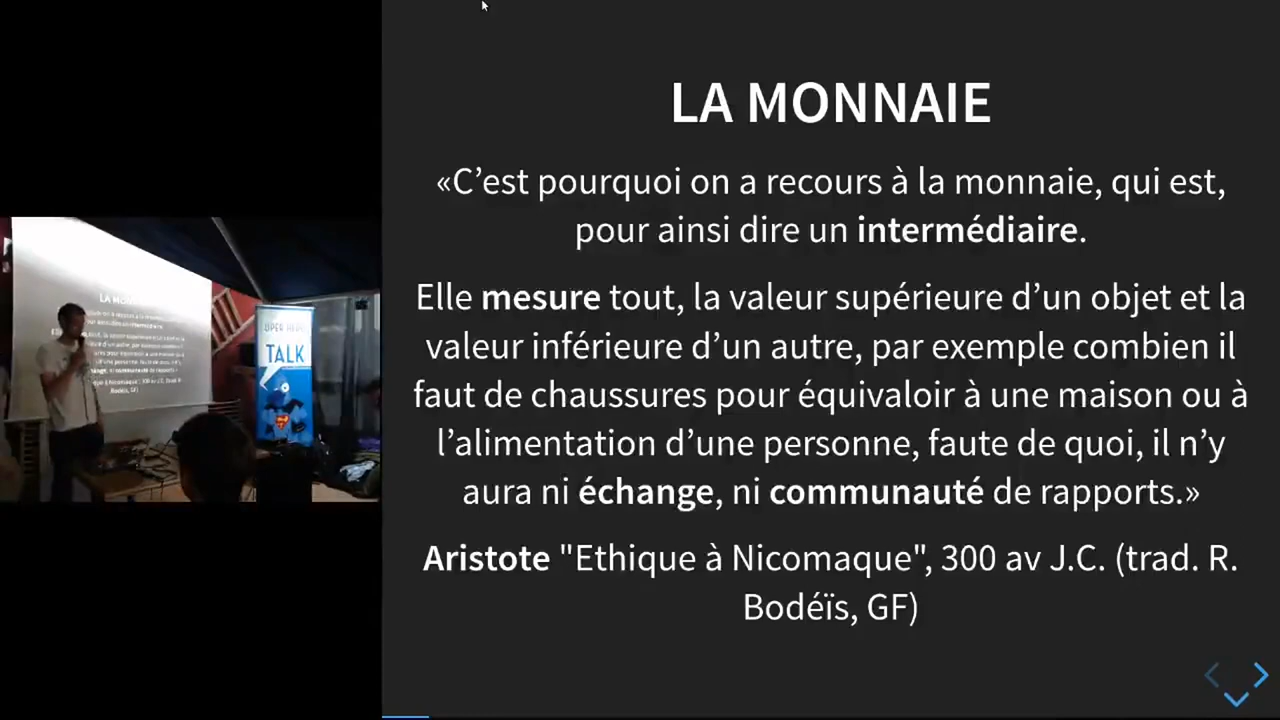 LA MONNAIE
«C’est pourquoi on a recours à la monnaie, qui est,
pour ainsi dire un intermédiaire.
Elle mesure tout, la valeur supérieure d’un objet et la
valeur inférieure d’un autre, par exemple combien il
faut de chaussures pour équivaloir à une maison ou à
l’alimentation d’une personne, faute de quoi, il n’y
aura ni échange, ni communauté de rapports.»
Aristote "Ethique à Nicomaque", 300 av J.C. (trad. R.
Bodéïs, GF)
TALK